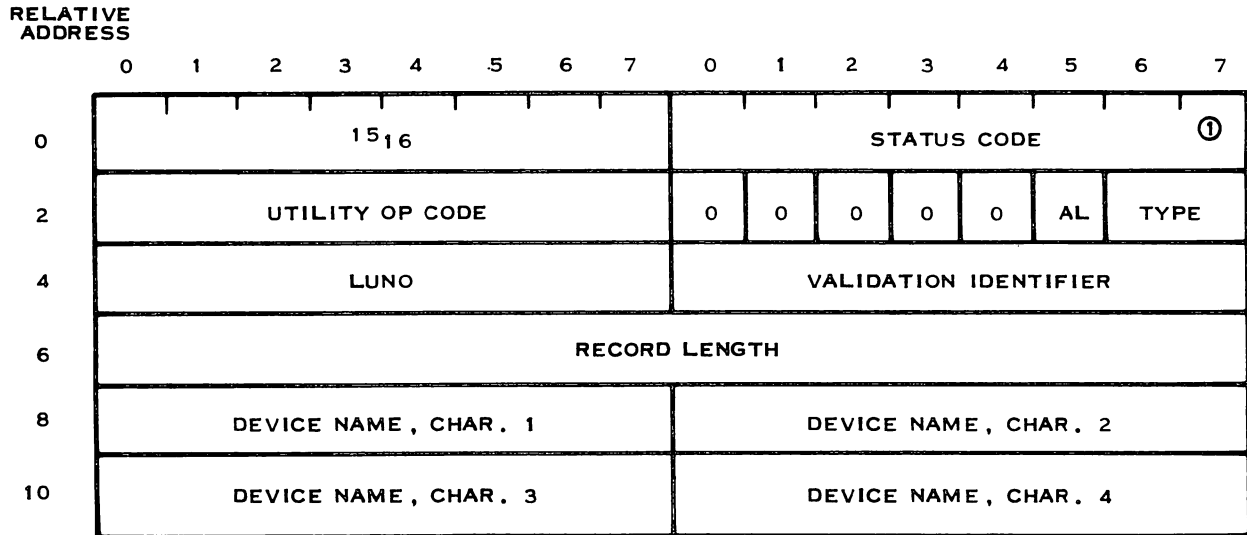 RELATIVE
ADDRESS
0 1 2 3 4 .5 6 7 0 1 2 3 4 5 6 7
0 15₁₆ STATUS CODE ①
2 UTILITY OP CODE 0 0 0 0 0 AL TYPE
4 LUNO VALIDATION IDENTIFIER
6 RECORD LENGTH
8 DEVICE NAME, CHAR. 1 DEVICE NAME, CHAR. 2
10 DEVICE NAME, CHAR. 3 DEVICE NAME, CHAR. 4